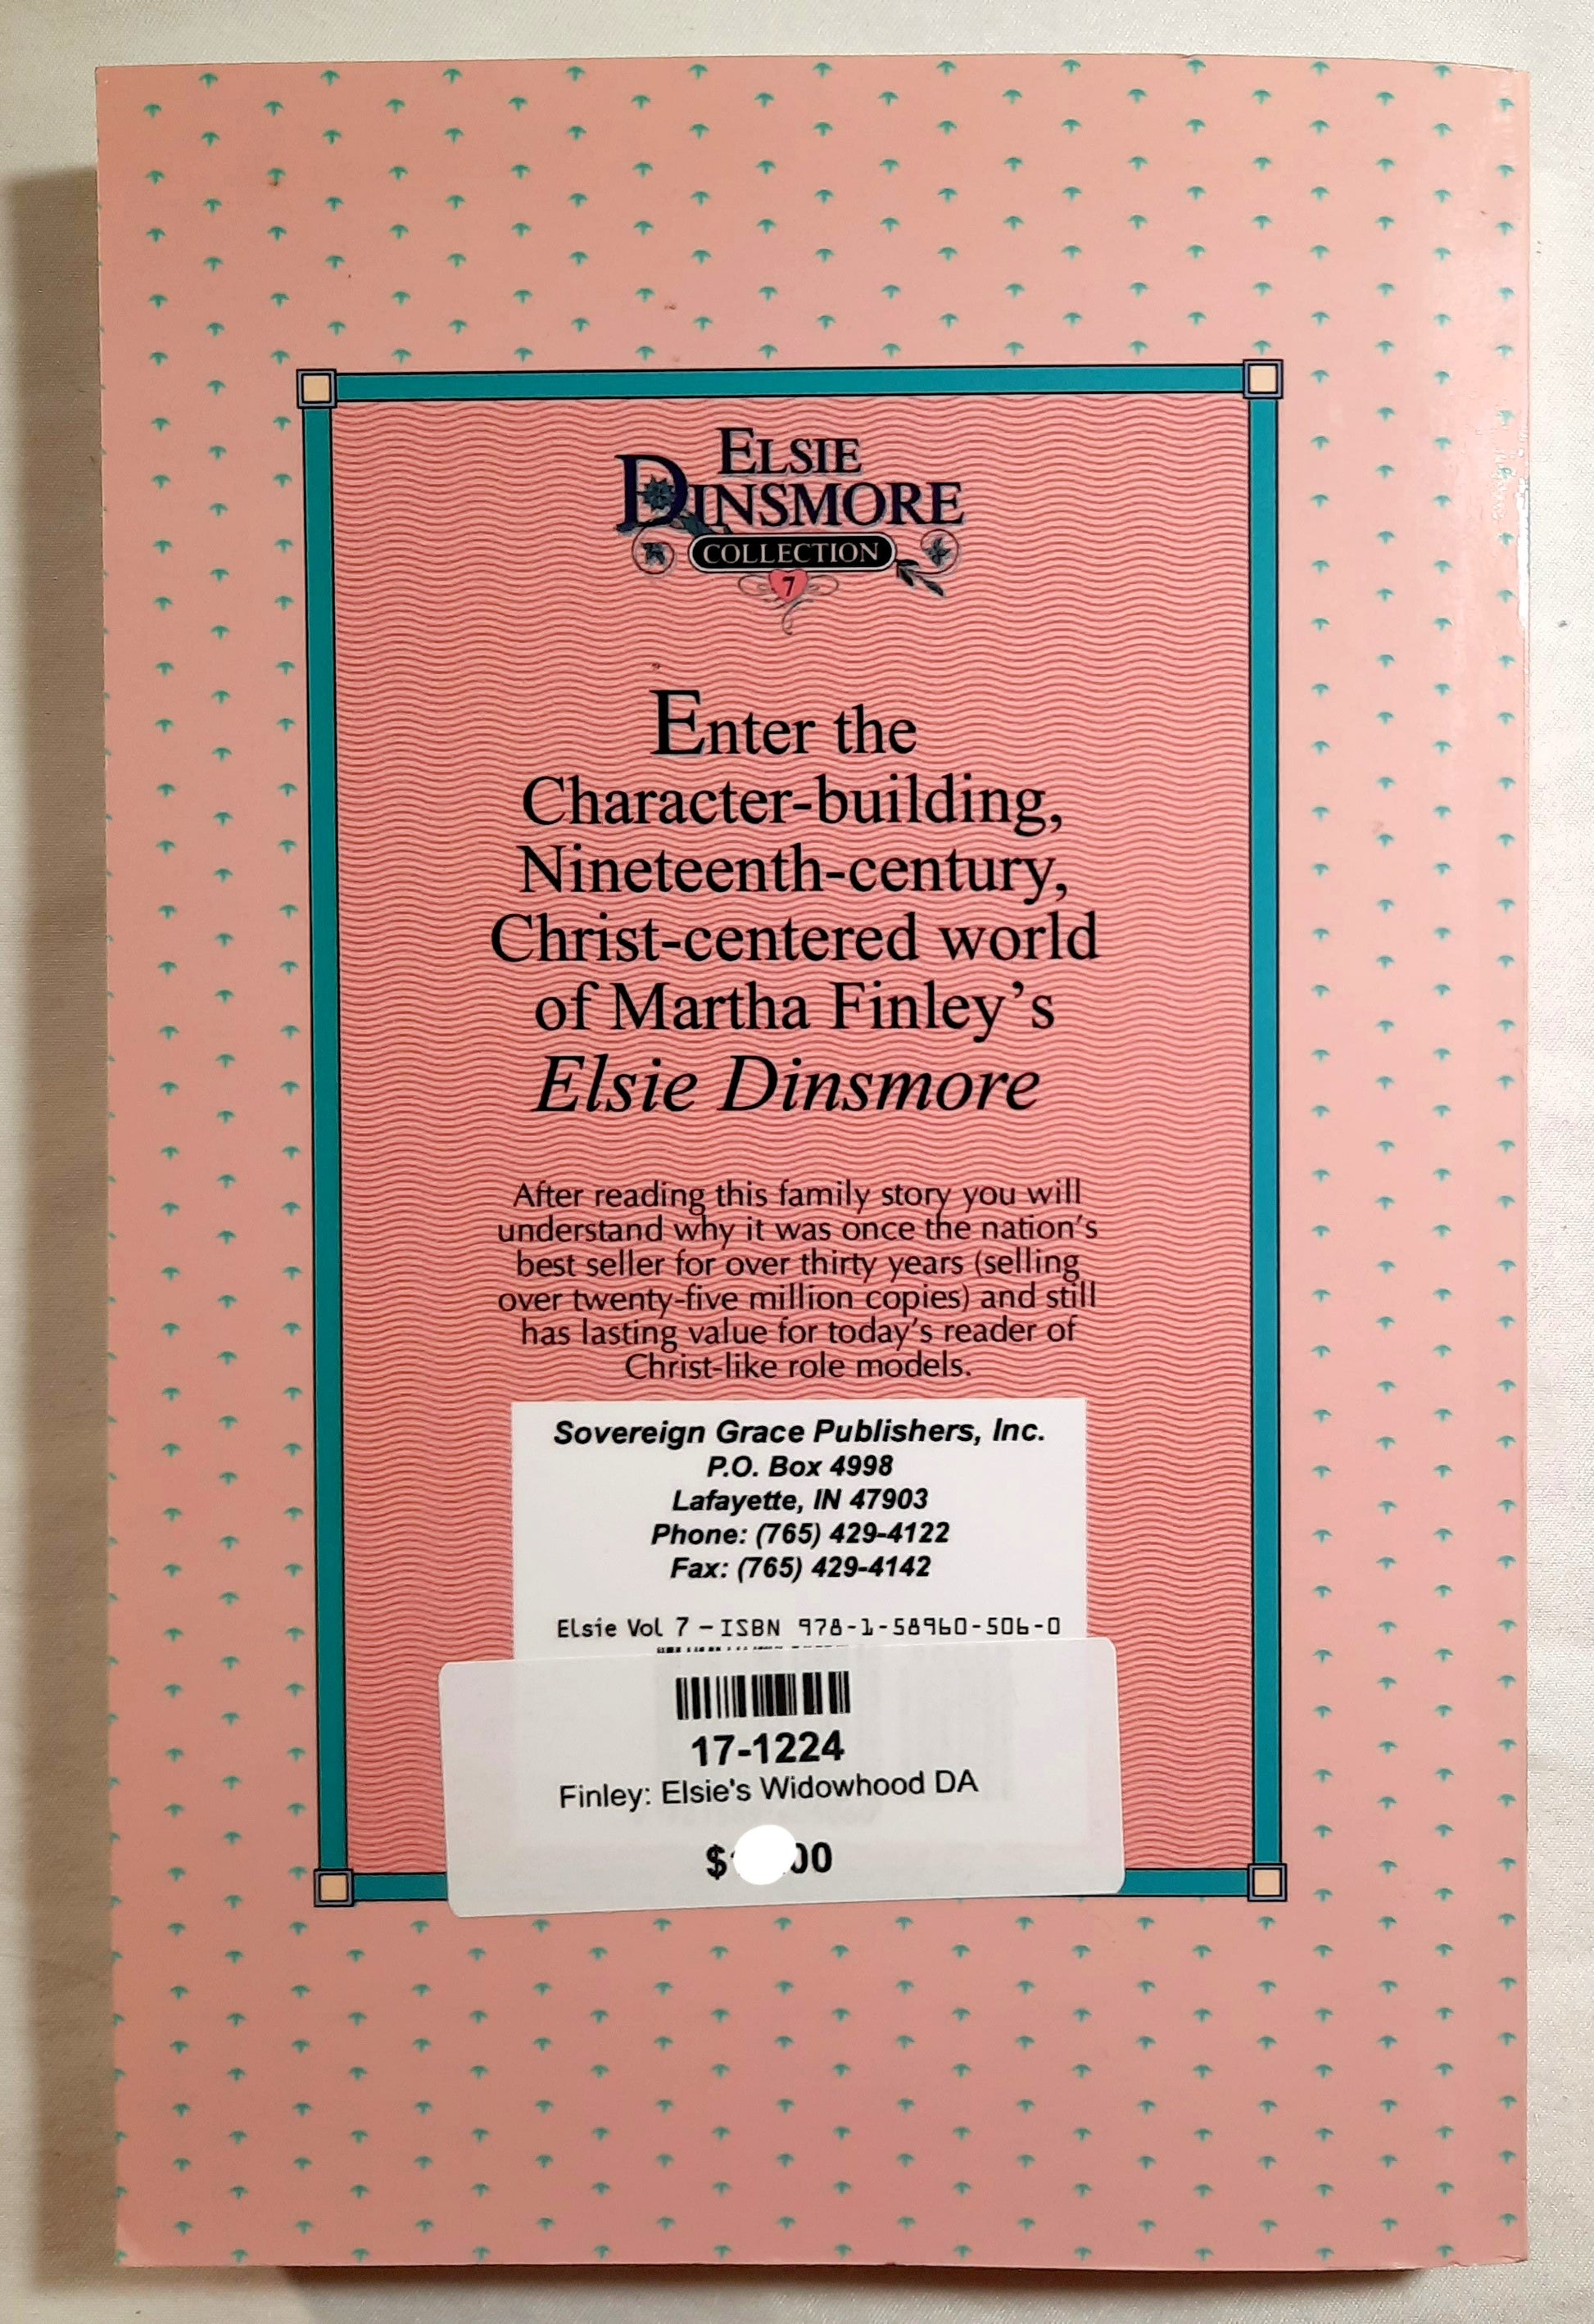 ELSIE
DINSMORE
COLLECTION
7
Enter the
Character-building,
Nineteenth-century,
Christ-centered world
of Martha Finley's
Elsie Dinsmore
After reading this family story you will
understand why it was once the nation's
best seller for over thirty years (selling
over twenty-five million copies) and still
has lasting value for today's reader of
Christ-like role models.
Sovereign Grace Publishers, Inc.
P.O. Box 4998
Lafayette, IN 47903
Phone: (765) 429-4122
Fax: (765) 429-4142
Elsie Vol 7 - ISBN 978-1-58960-506-0
17-1224
Finley: Elsie's Widowhood DA